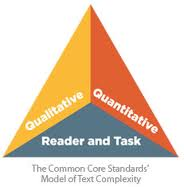 Qualitative
Quantitative
Reader and Task
The Common Core Standards'
Model of Text Complexity